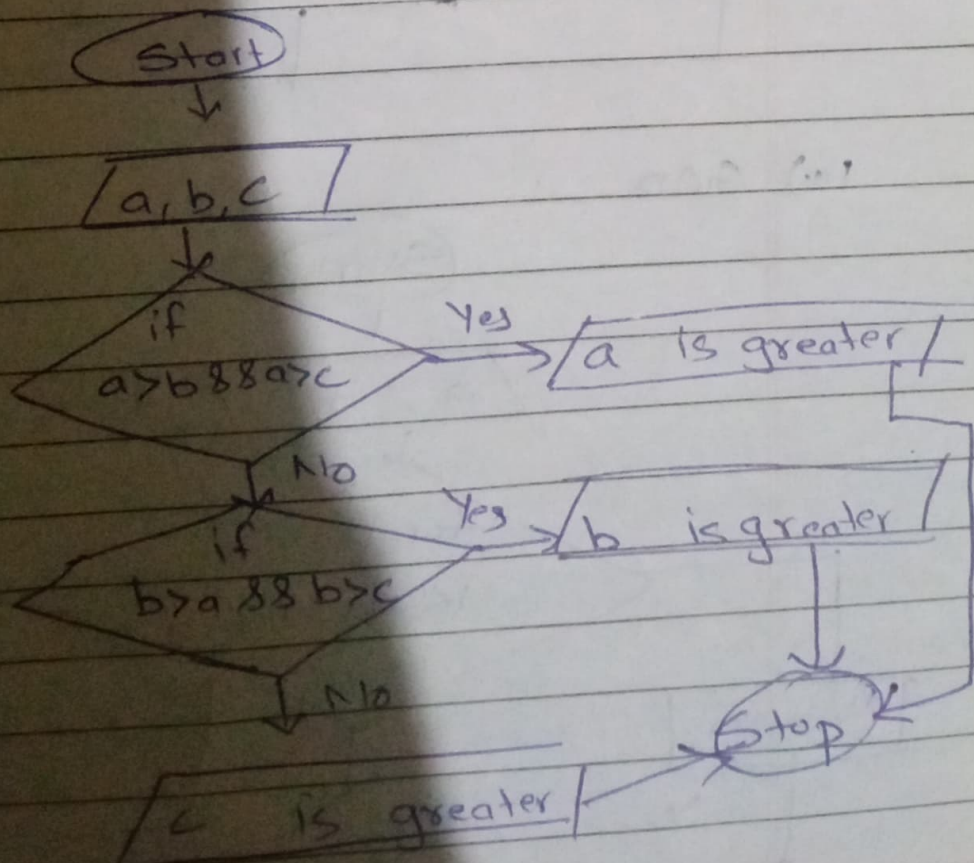 Start
a, b, c
if
a>b && a>c
Yes
a is greater
No
if
b>a && b>c
Yes
b is greater
No
Stop
c is greater